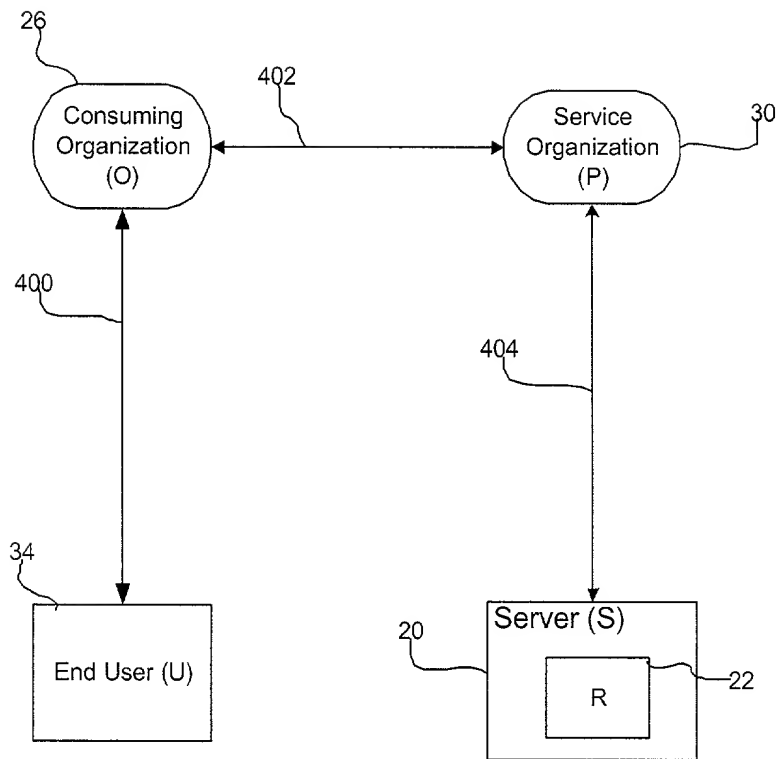 26
Consuming
Organization
(O)
402
Service
Organization
(P)
30
400
404
34
End User (U)
Server (S)
20
R
22